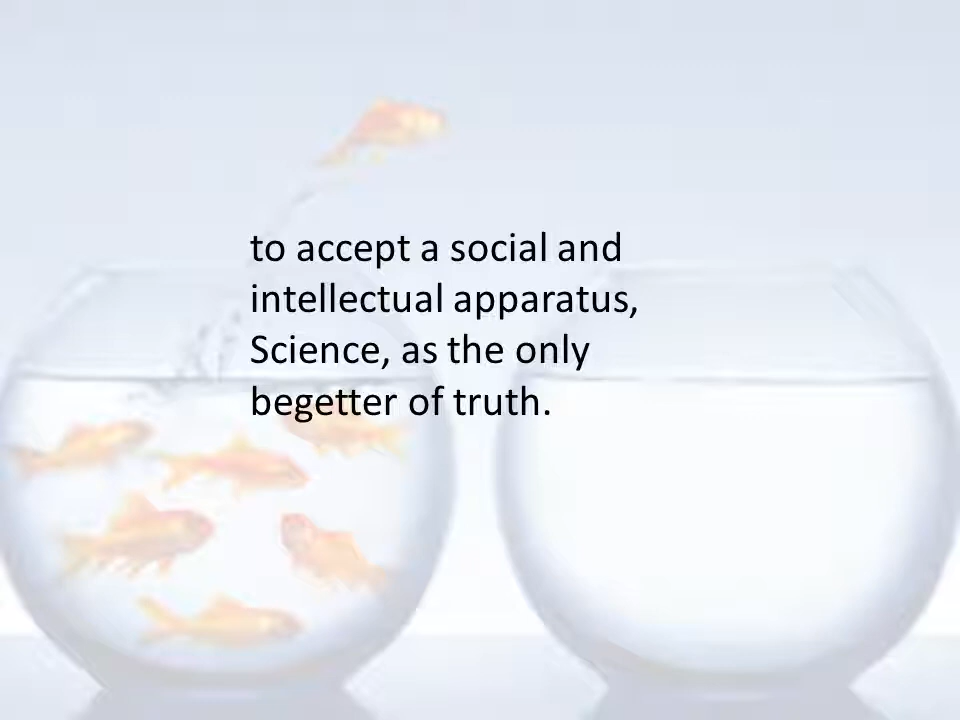 to accept a social and
intellectual apparatus,
Science, as the only
begetter of truth.